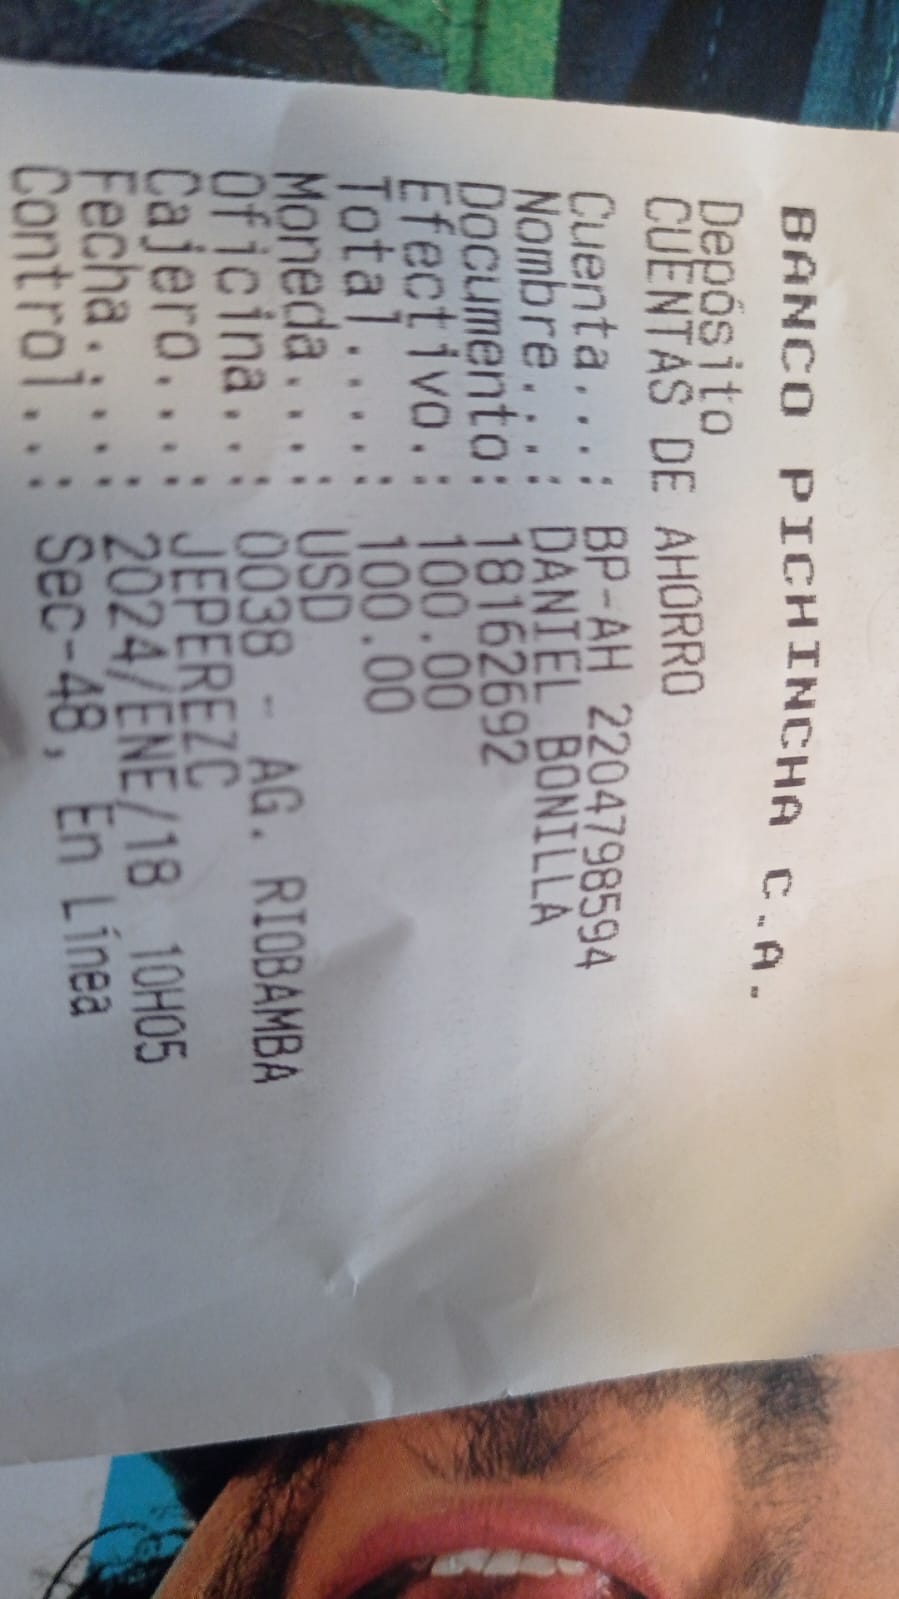 BANCO PICHINCHA C.A.
Depósito
CUENTAS DE AHORRO
Cuenta...: BP-AH 2204798594
Nombre...: DANIEL BONILLA
Documento: 18162692
Efectivo.: 100.00
Total....: 100.00
Moneda...: USD
Oficina..: 0038 - AG. RIOBAMBA
Cajero...: JEPEREZC
Fecha....: 2024/ENE/18 10H05
Control..: Sec-48, En Línea